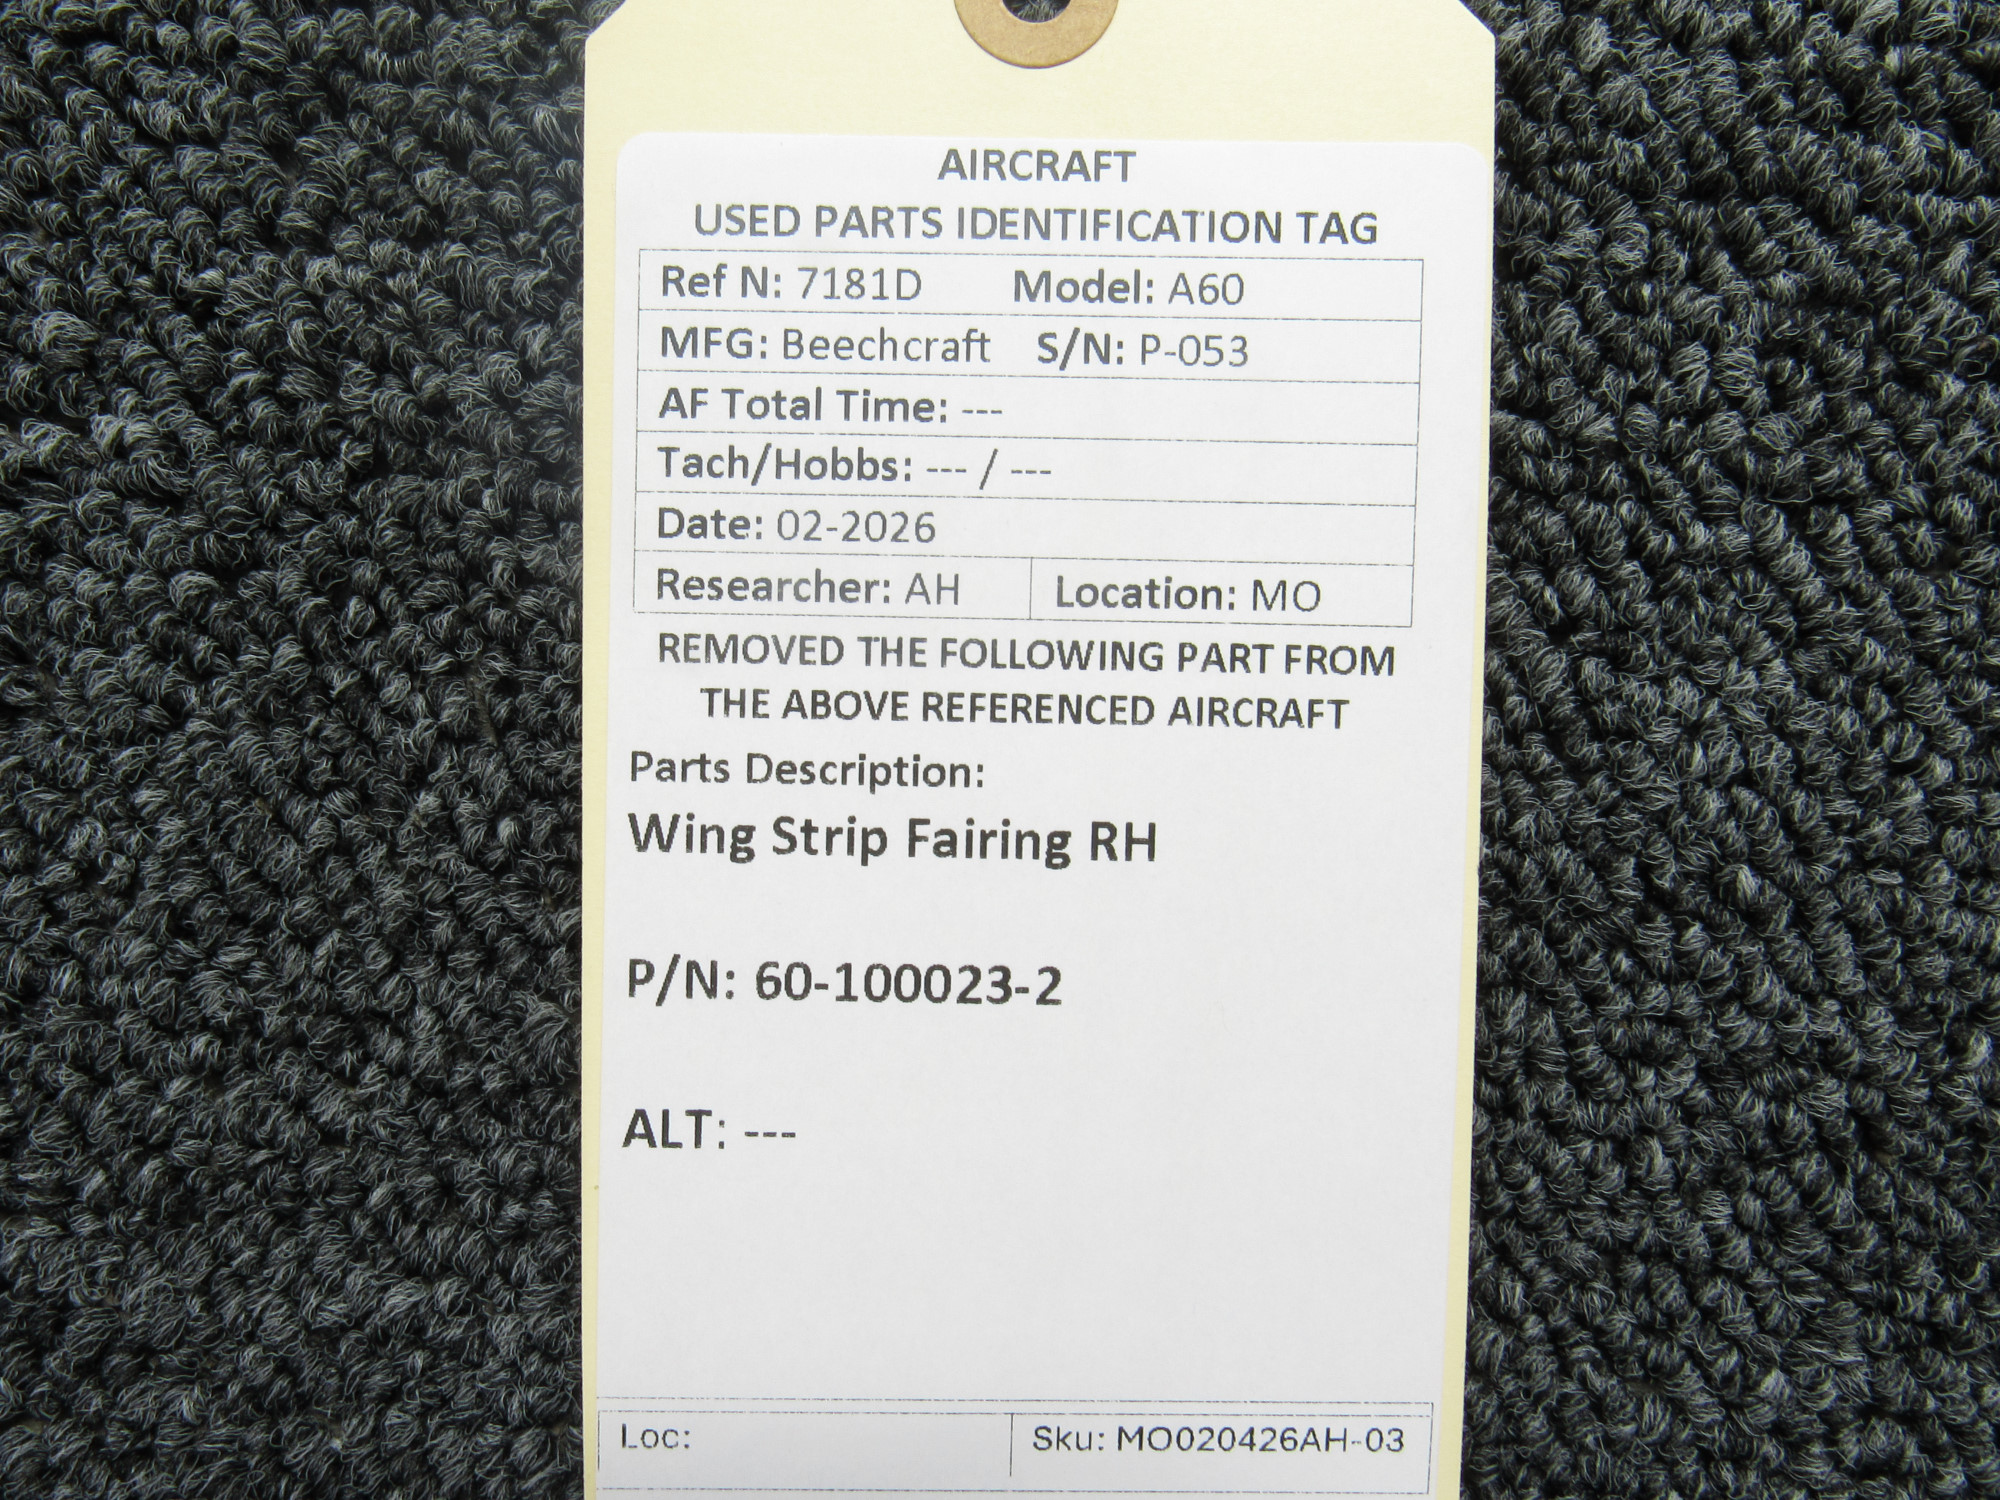 AIRCRAFT
USED PARTS IDENTIFICATION TAG
Ref N: 7181D Model: A60
MFG: Beechcraft S/N: P-053
AF Total Time: ---
Tach/Hobbs: --- / ---
Date: 02-2026
Researcher: AH Location: MO
REMOVED THE FOLLOWING PART FROM
THE ABOVE REFERENCED AIRCRAFT
Parts Description:
Wing Strip Fairing RH
P/N: 60-100023-2
ALT: ---
Loc: Sku: MO020426AH-03